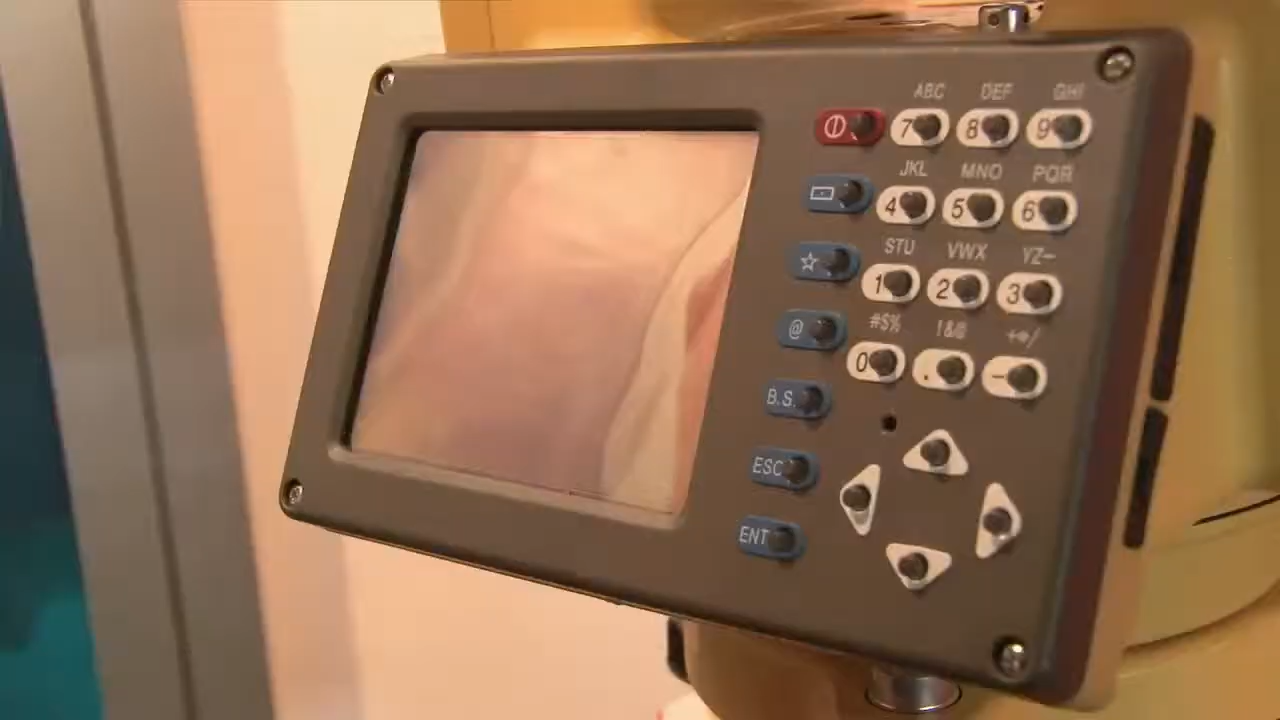 ABC DEF GHI
7 8 9
JKL MNO PQR
4 5 6
STU VWX YZ-
1 2 3
@ #$% !&@ +*/
0 . -
B.S.
ESC
ENT